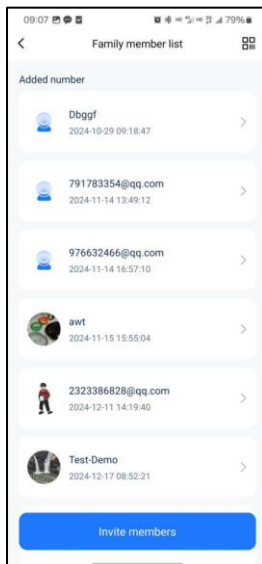 09:07 79%
Family member list
Added number
Dbggf
2024-10-29 09:18:47
791783354@qq.com
2024-11-14 13:49:12
976632466@qq.com
2024-11-14 16:57:10
awt
2024-11-15 15:55:04
2323386828@qq.com
2024-12-11 14:19:40
Test-Demo
2024-12-17 08:52:21
Invite members